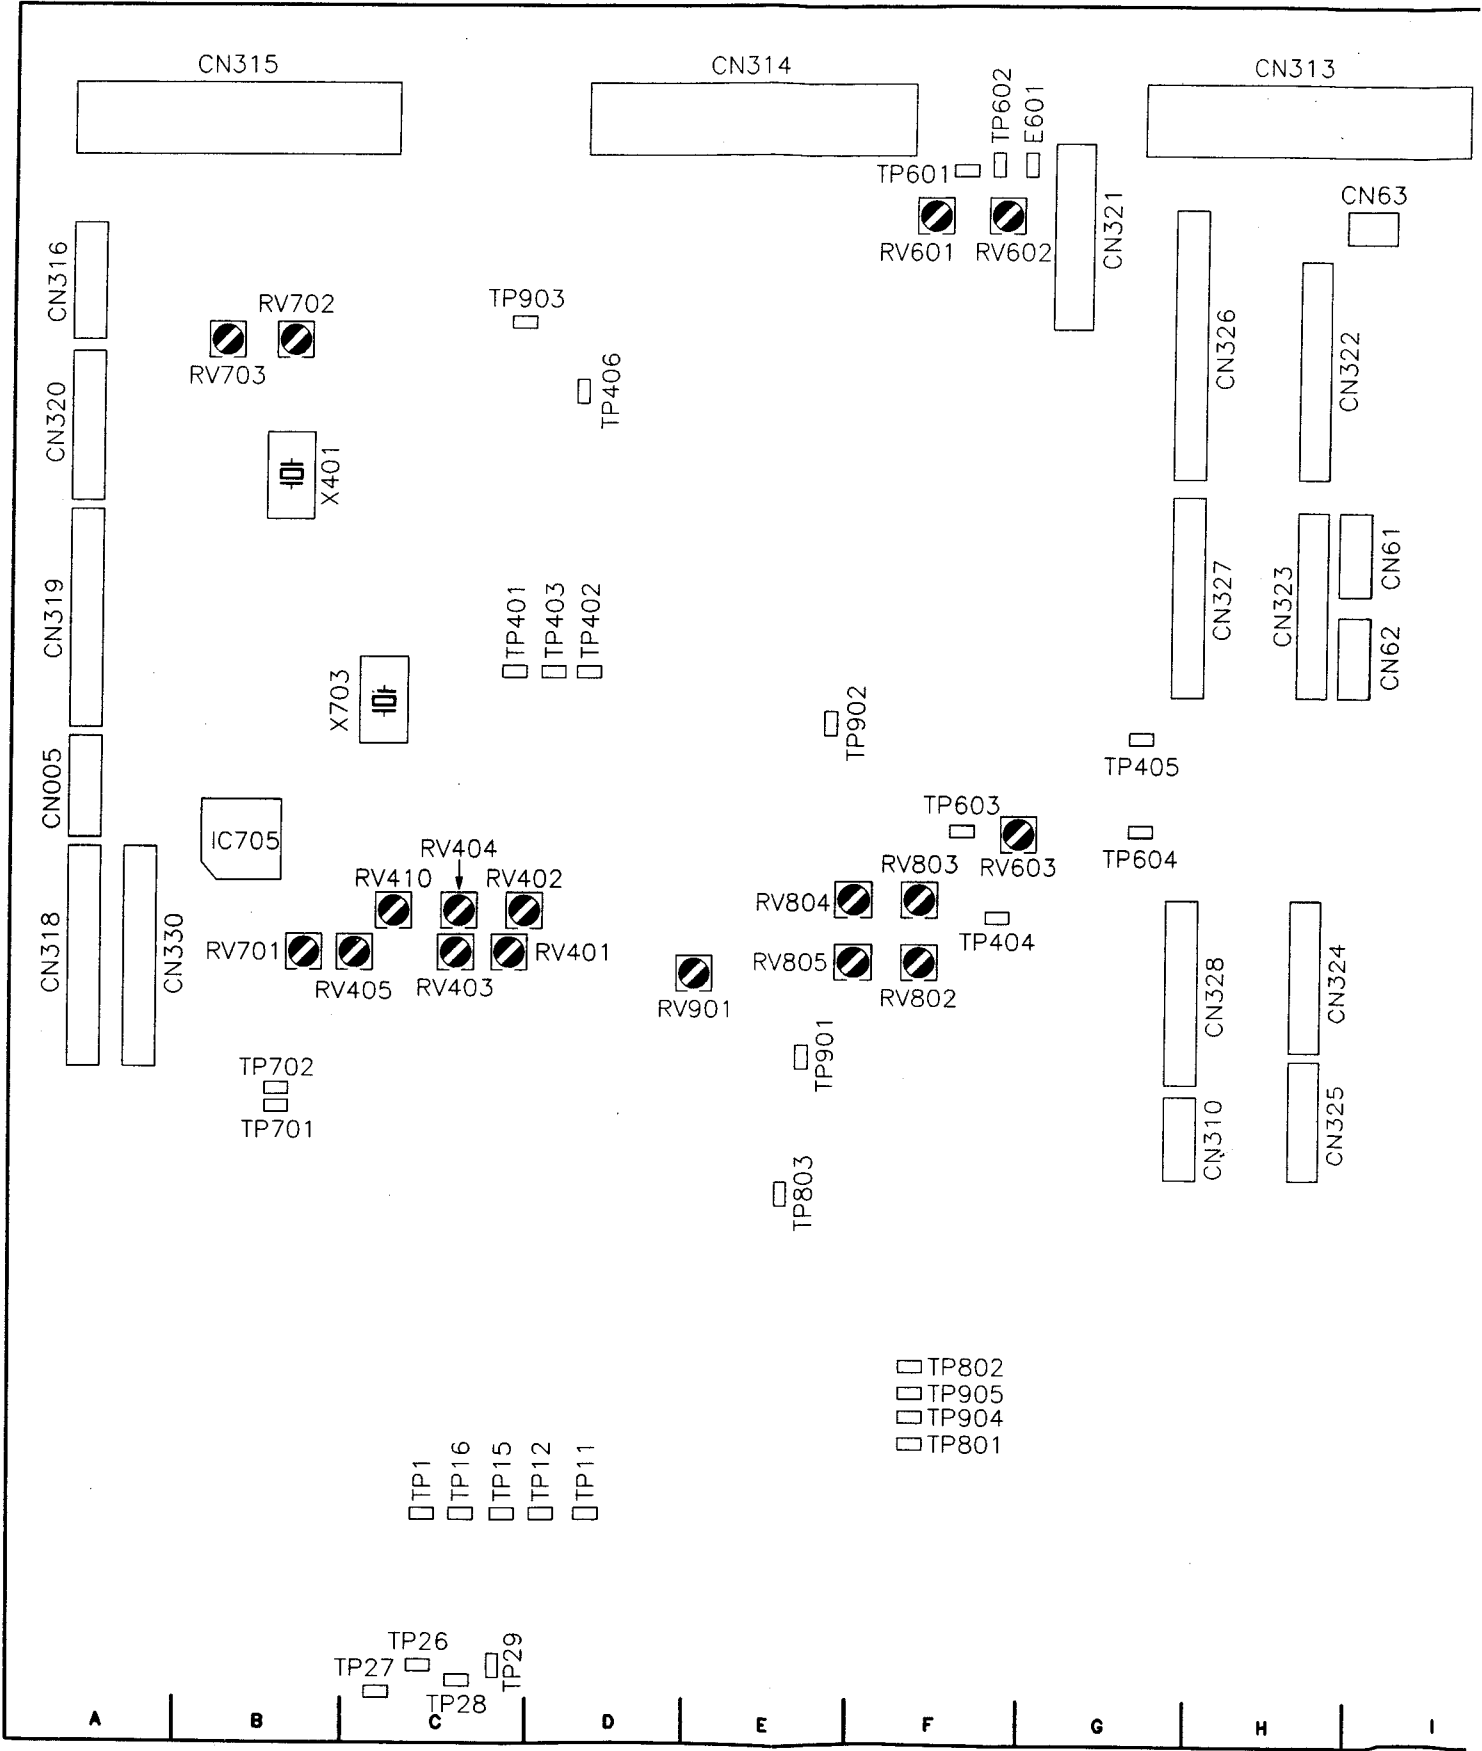 CN315
CN314
CN313
TP602
E601
TP601
CN63
RV601
RV602
CN321
CN316
RV702
TP903
RV703
CN326
CN322
TP406
CN320
X401
CN319
TP401
TP403
TP402
CN327
CN323
CN61
CN62
X703
TP902
TP405
CN005
IC705
TP603
RV603
TP604
RV404
RV410
RV402
RV803
RV804
TP404
CN318
CN330
RV701
RV405
RV403
RV401
RV901
RV805
RV802
CN328
CN324
TP901
TP702
TP701
CN310
CN325
TP803
TP802
TP905
TP904
TP801
TP1
TP16
TP15
TP12
TP11
TP26
TP27
TP28
TP29
A B C D E F G H I